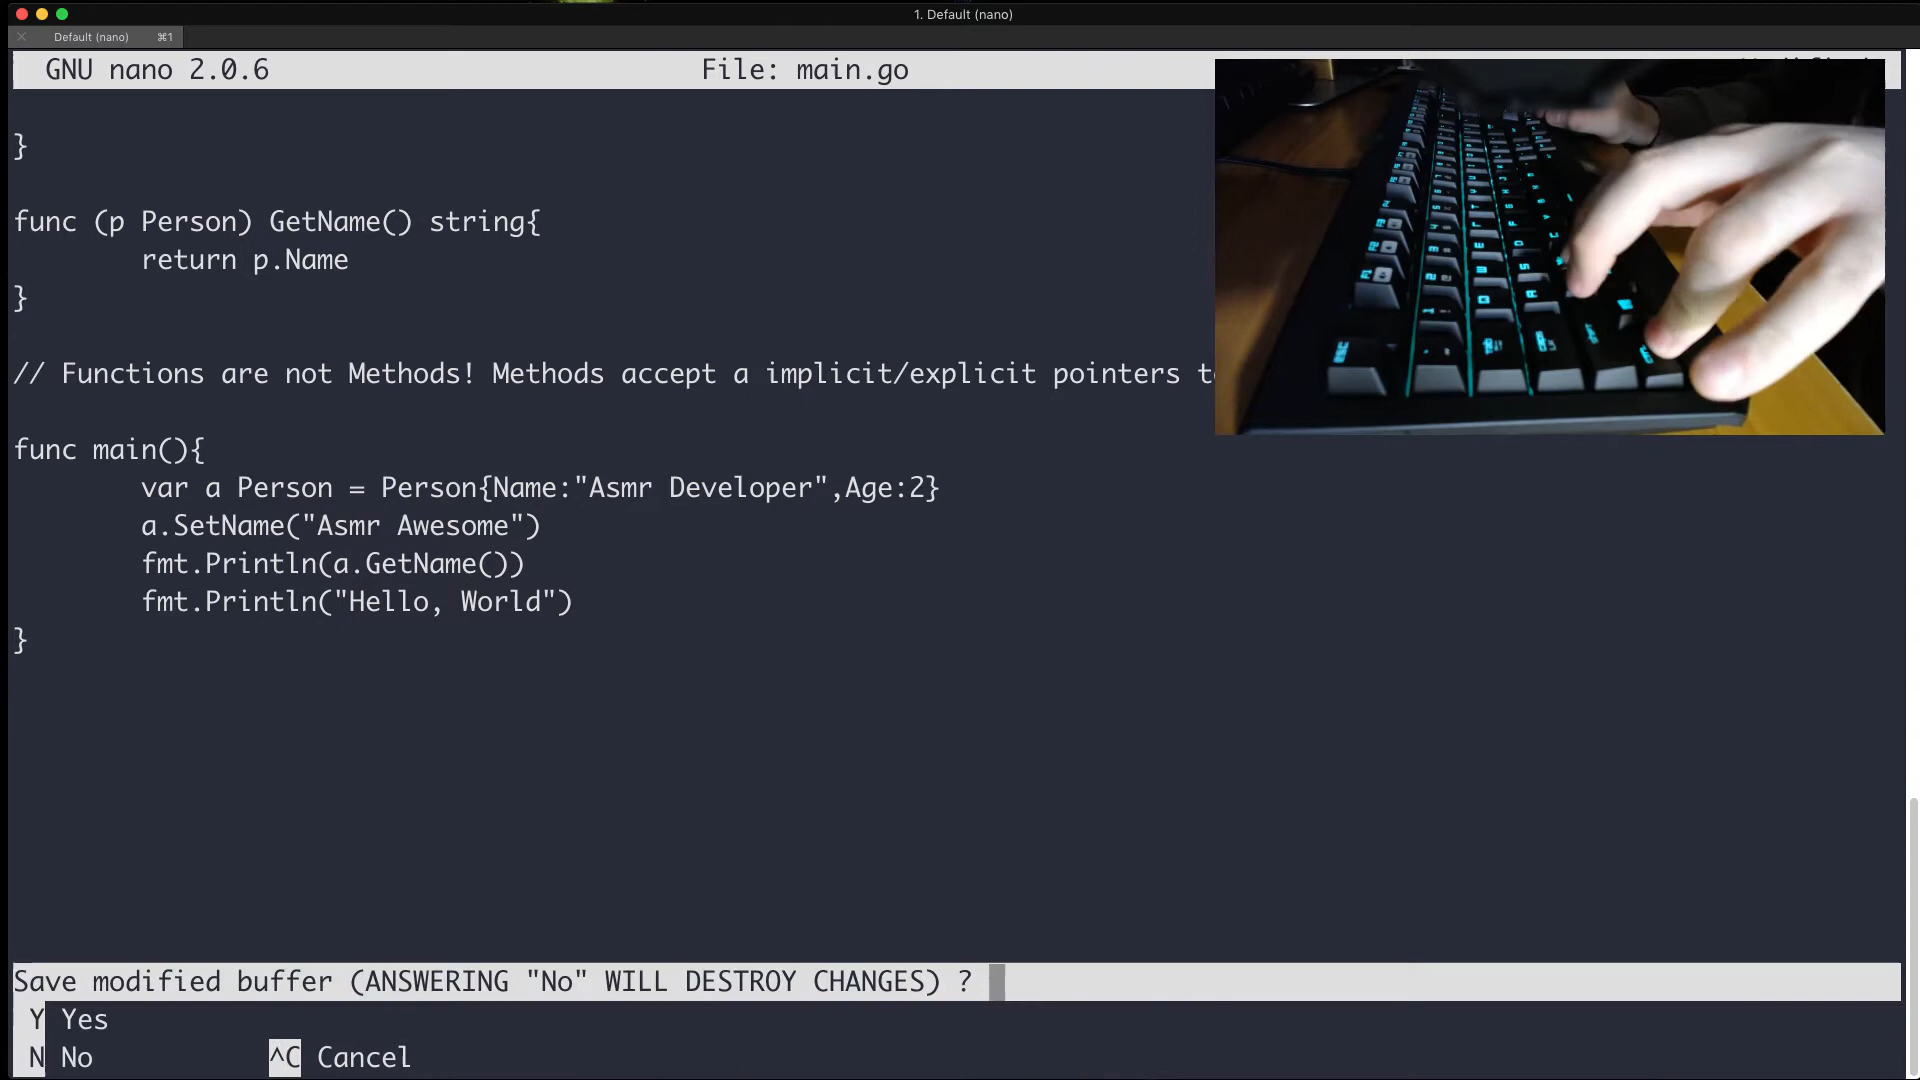 1. Default (nano)
Default (nano) ⌘1
GNU nano 2.0.6 File: main.go
}
func (p Person) GetName() string{
return p.Name
}
// Functions are not Methods! Methods accept a implicit/explicit pointers
func main(){
var a Person = Person{Name:"Asmr Developer",Age:2}
a.SetName("Asmr Awesome")
fmt.Println(a.GetName())
fmt.Println("Hello, World")
}
Save modified buffer (ANSWERING "No" WILL DESTROY CHANGES) ?
Y Yes
N No ^C Cancel